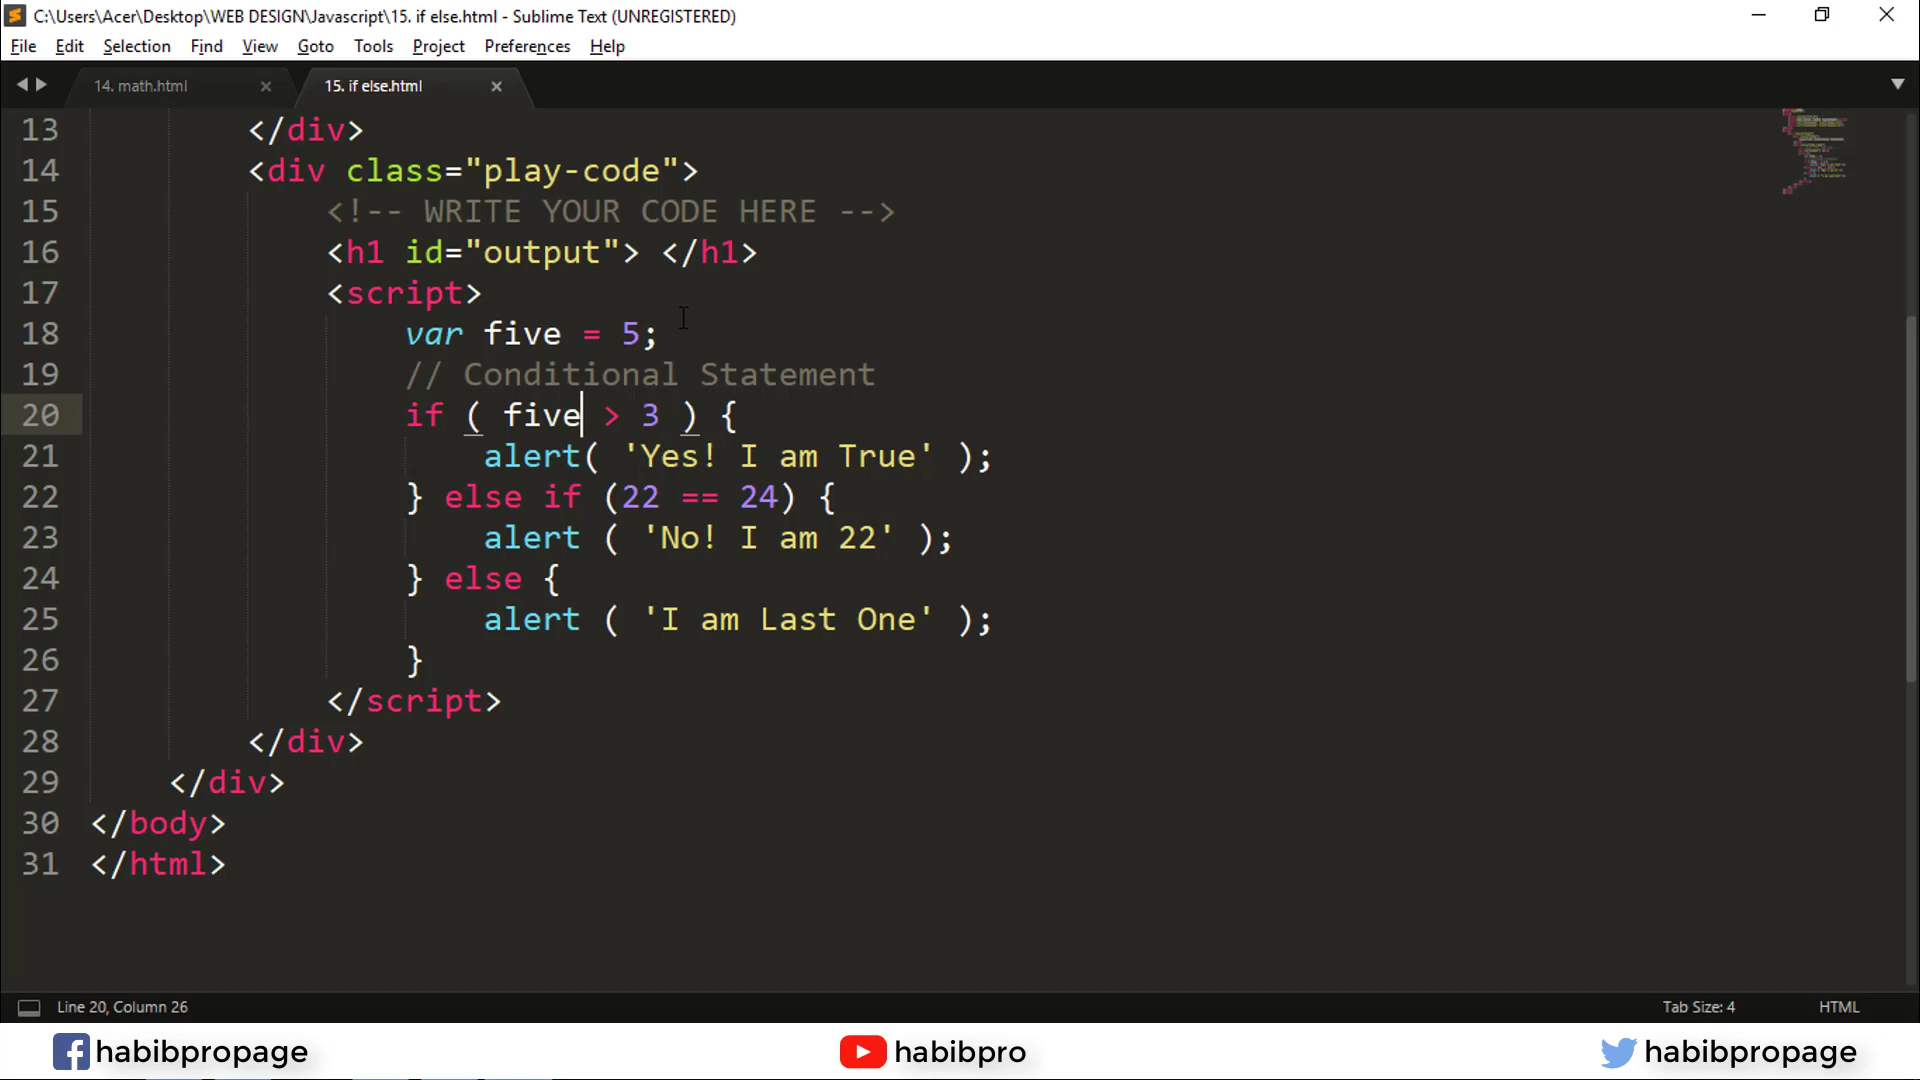 C:\Users\Acer\Desktop\WEB DESIGN\Javascript\15. if else.html - Sublime Text (UNREGISTERED)
File Edit Selection Find View Goto Tools Project Preferences Help
14. math.html 15. if else.html
13 </div>
14 <div class="play-code">
15 <!-- WRITE YOUR CODE HERE -->
16 <h1 id="output"> </h1>
17 <script>
18 var five = 5;
19 // Conditional Statement
20 if ( five > 3 ) {
21 alert( 'Yes! I am True' );
22 } else if (22 == 24) {
23 alert ( 'No! I am 22' );
24 } else {
25 alert ( 'I am Last One' );
26 }
27 </script>
28 </div>
29 </div>
30 </body>
31 </html>
Line 20, Column 26 Tab Size: 4 HTML
habibpropage habibpro habibpropage